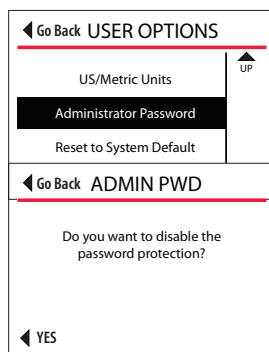 Go Back USER OPTIONS
UP
US/Metric Units
Administrator Password
Reset to System Default
Go Back ADMIN PWD
Do you want to disable the
password protection?
YES